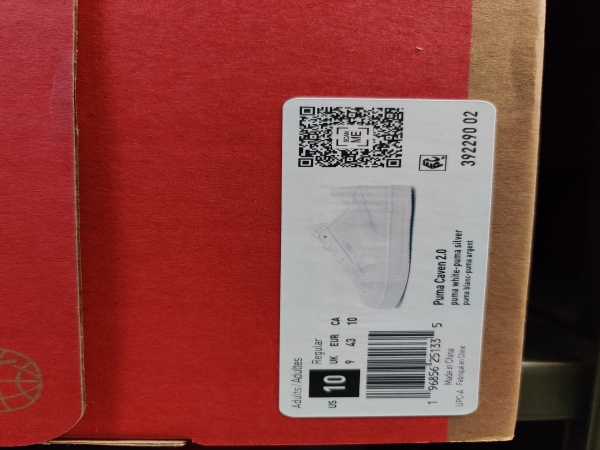 Adults/Adultes
Regular
US UK EUR CA
10 9 43 10
1 96856 25133 5
Made in China
UPC-A Fabriqué en Chine
Puma Caven 2.0
puma white-puma silver
puma blanc-puma argent
SCAN ME
392290 02